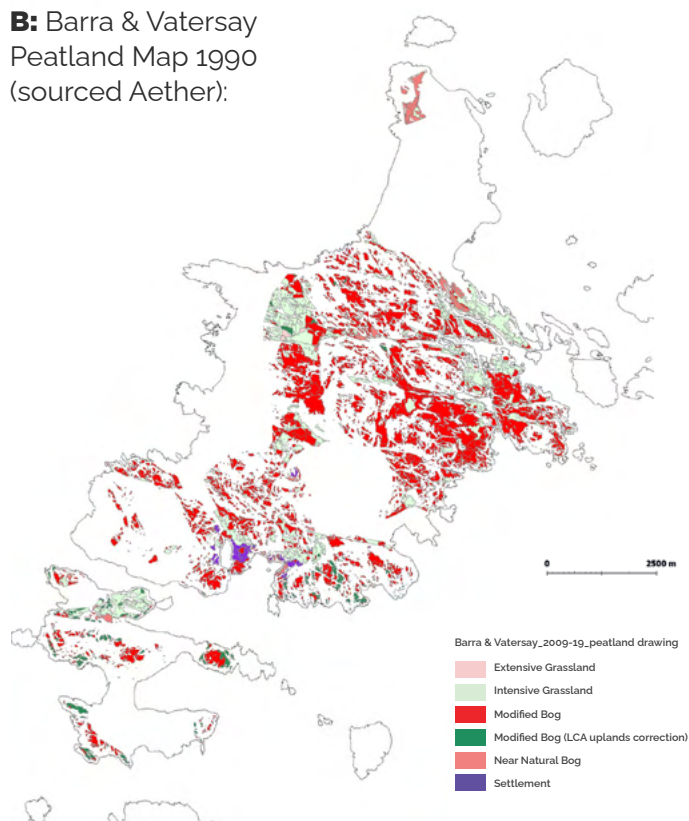 B: Barra & Vatersay
Peatland Map 1990
(sourced Aether):
0 2500 m
Barra & Vatersay_2009-19_peatland drawing
Extensive Grassland
Intensive Grassland
Modified Bog
Modified Bog (LCA uplands correction)
Near Natural Bog
Settlement